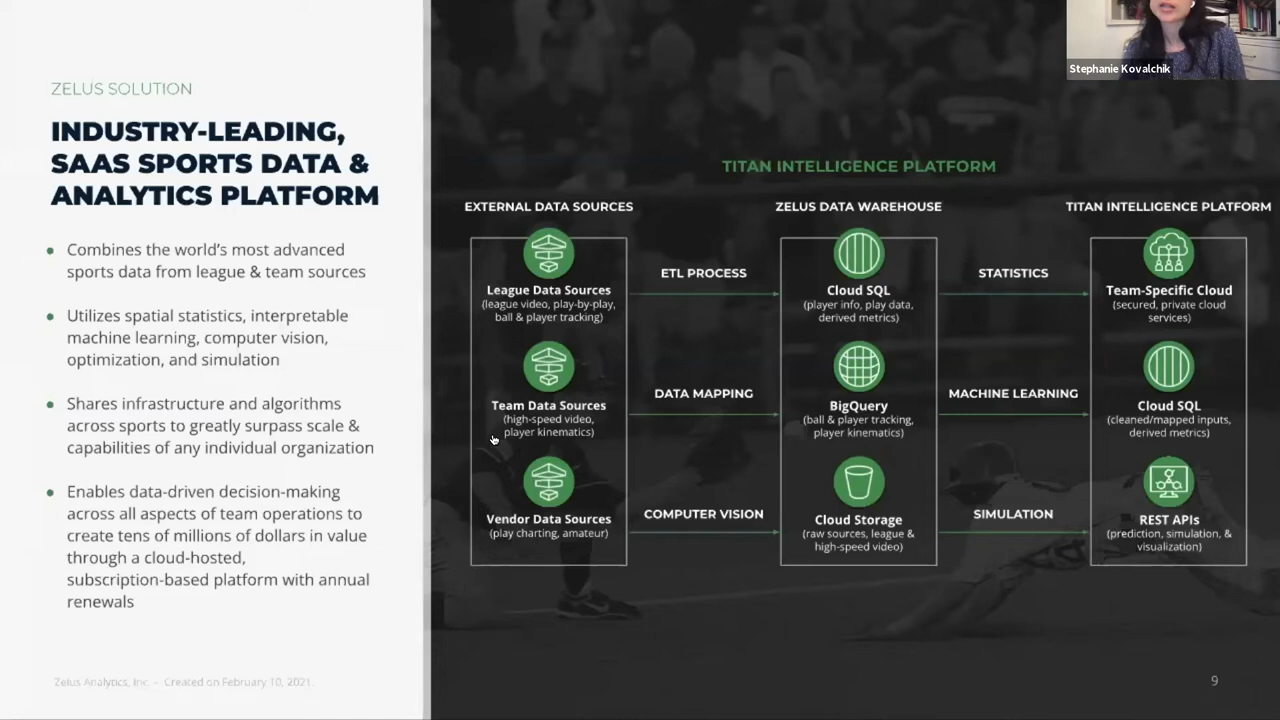 Stephanie Kovalchik
ZELUS SOLUTION
INDUSTRY-LEADING,
SAAS SPORTS DATA &
ANALYTICS PLATFORM
Combines the world's most advanced
sports data from league & team sources
Utilizes spatial statistics, interpretable
machine learning, computer vision,
optimization, and simulation
Shares infrastructure and algorithms
across sports to greatly surpass scale &
capabilities of any individual organization
Enables data-driven decision-making
across all aspects of team operations to
create tens of millions of dollars in value
through a cloud-hosted,
subscription-based platform with annual
renewals
Zelus Analytics, Inc. – Created on February 10, 2021.
TITAN INTELLIGENCE PLATFORM
EXTERNAL DATA SOURCES
League Data Sources
(league video, play-by-play,
ball & player tracking)
Team Data Sources
(high-speed video,
player kinematics)
Vendor Data Sources
(play charting, amateur)
ETL PROCESS
DATA MAPPING
COMPUTER VISION
ZELUS DATA WAREHOUSE
Cloud SQL
(player info, play data,
derived metrics)
BigQuery
(ball & player tracking,
player kinematics)
Cloud Storage
(raw sources, league &
high-speed video)
STATISTICS
MACHINE LEARNING
SIMULATION
TITAN INTELLIGENCE PLATFORM
Team-Specific Cloud
(secured, private cloud
services)
Cloud SQL
(cleaned/mapped inputs,
derived metrics)
REST APIs
(prediction, simulation, &
visualization)
9